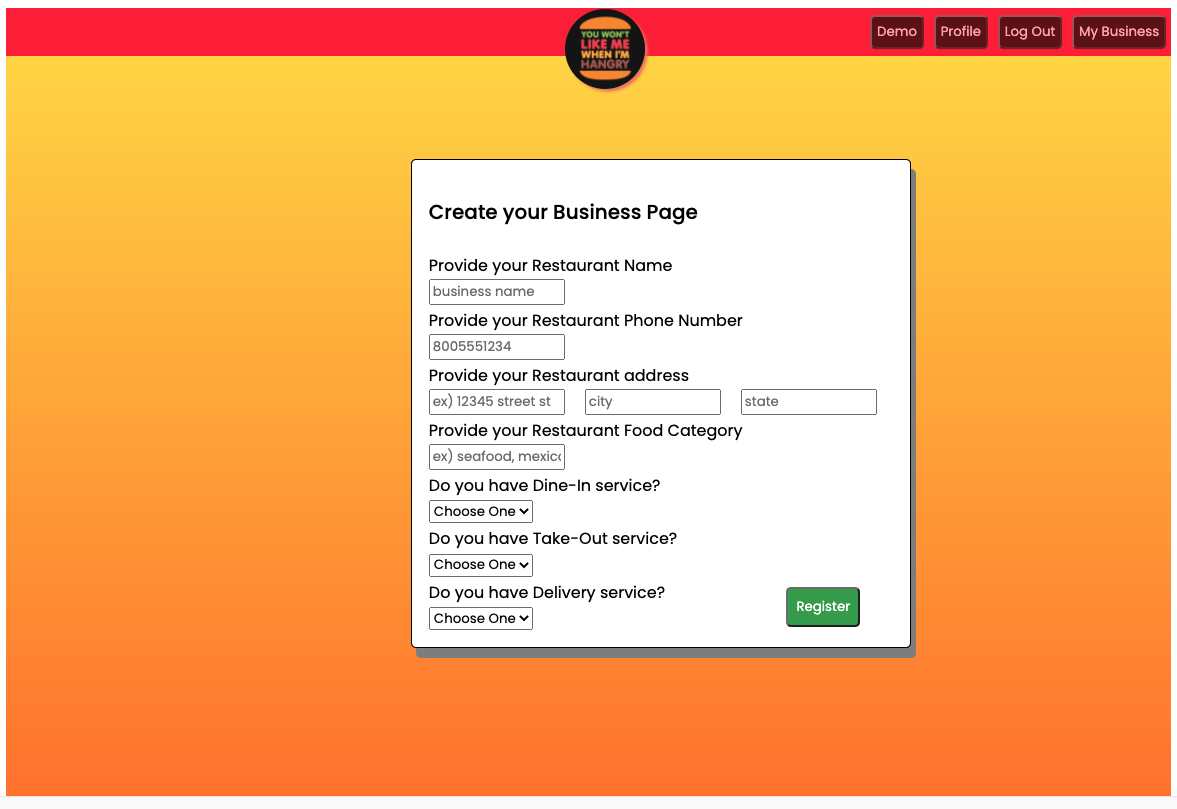 YOU WON'T
LIKE ME
WHEN I'M
HANGRY
Demo Profile Log Out My Business
Create your Business Page
Provide your Restaurant Name
business name
Provide your Restaurant Phone Number
8005551234
Provide your Restaurant address
ex) 12345 street st city state
Provide your Restaurant Food Category
ex) seafood, mexic
Do you have Dine-In service?
Choose One
Do you have Take-Out service?
Choose One
Do you have Delivery service?
Choose One
Register